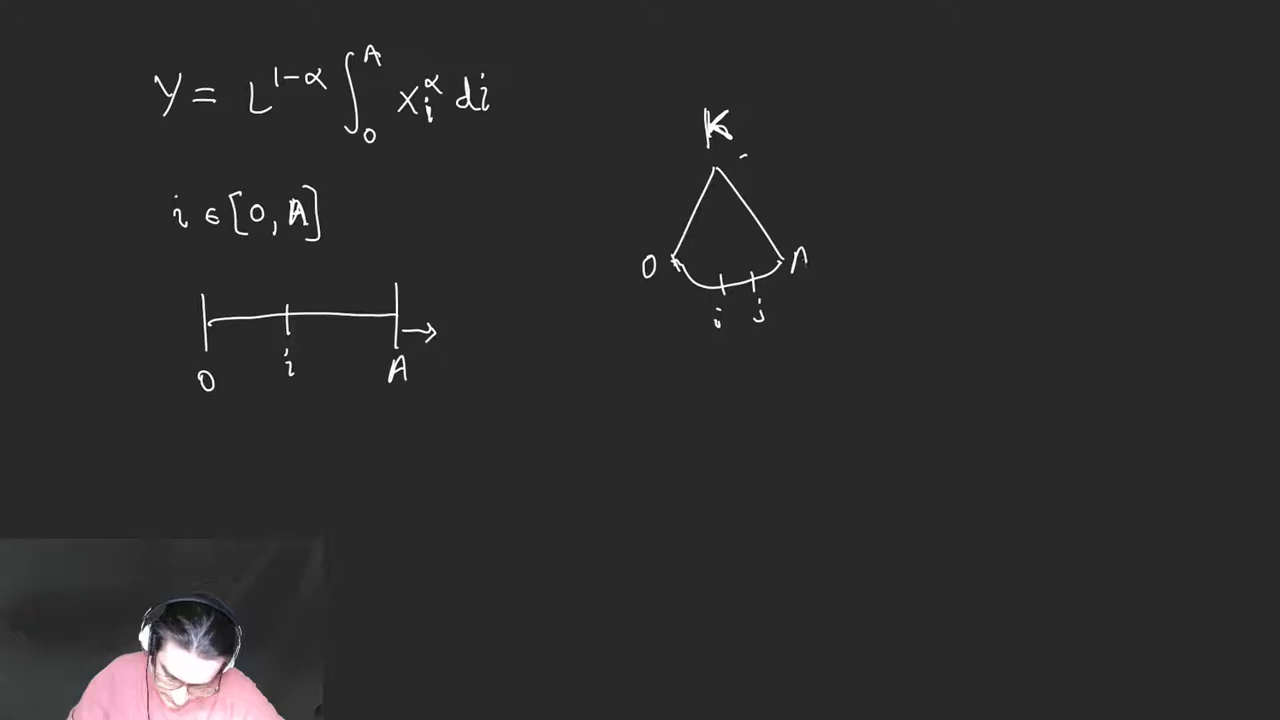 Y = L^{1-α} ∫_0^A x_i^α di
K
i ∈ [0, A]
0 A
i j
i
0 A